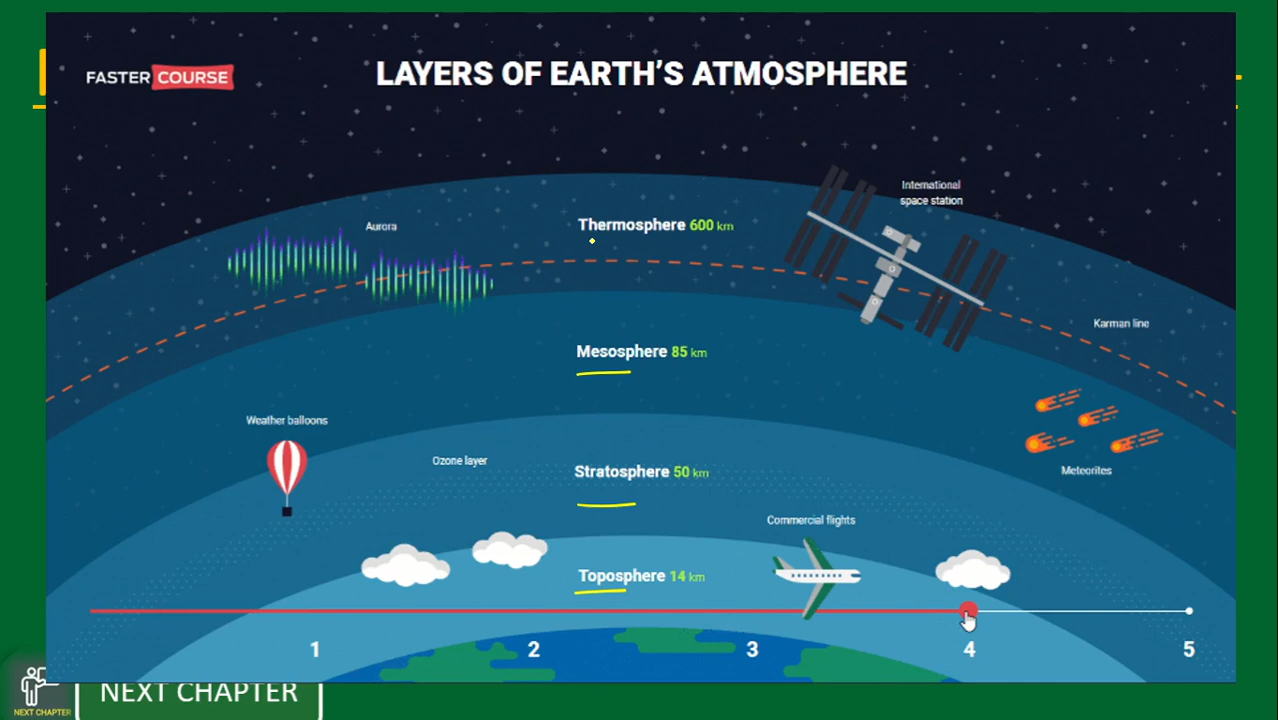 FASTER COURSE
LAYERS OF EARTH'S ATMOSPHERE
International
space station
Aurora
Thermosphere 600 km
Karman line
Mesosphere 85 km
Weather balloons
Ozone layer
Stratosphere 50 km
Meteorites
Commercial flights
Toposphere 14 km
1 2 3 4 5
NEXT CHAPTER
NEXT CHAPTER